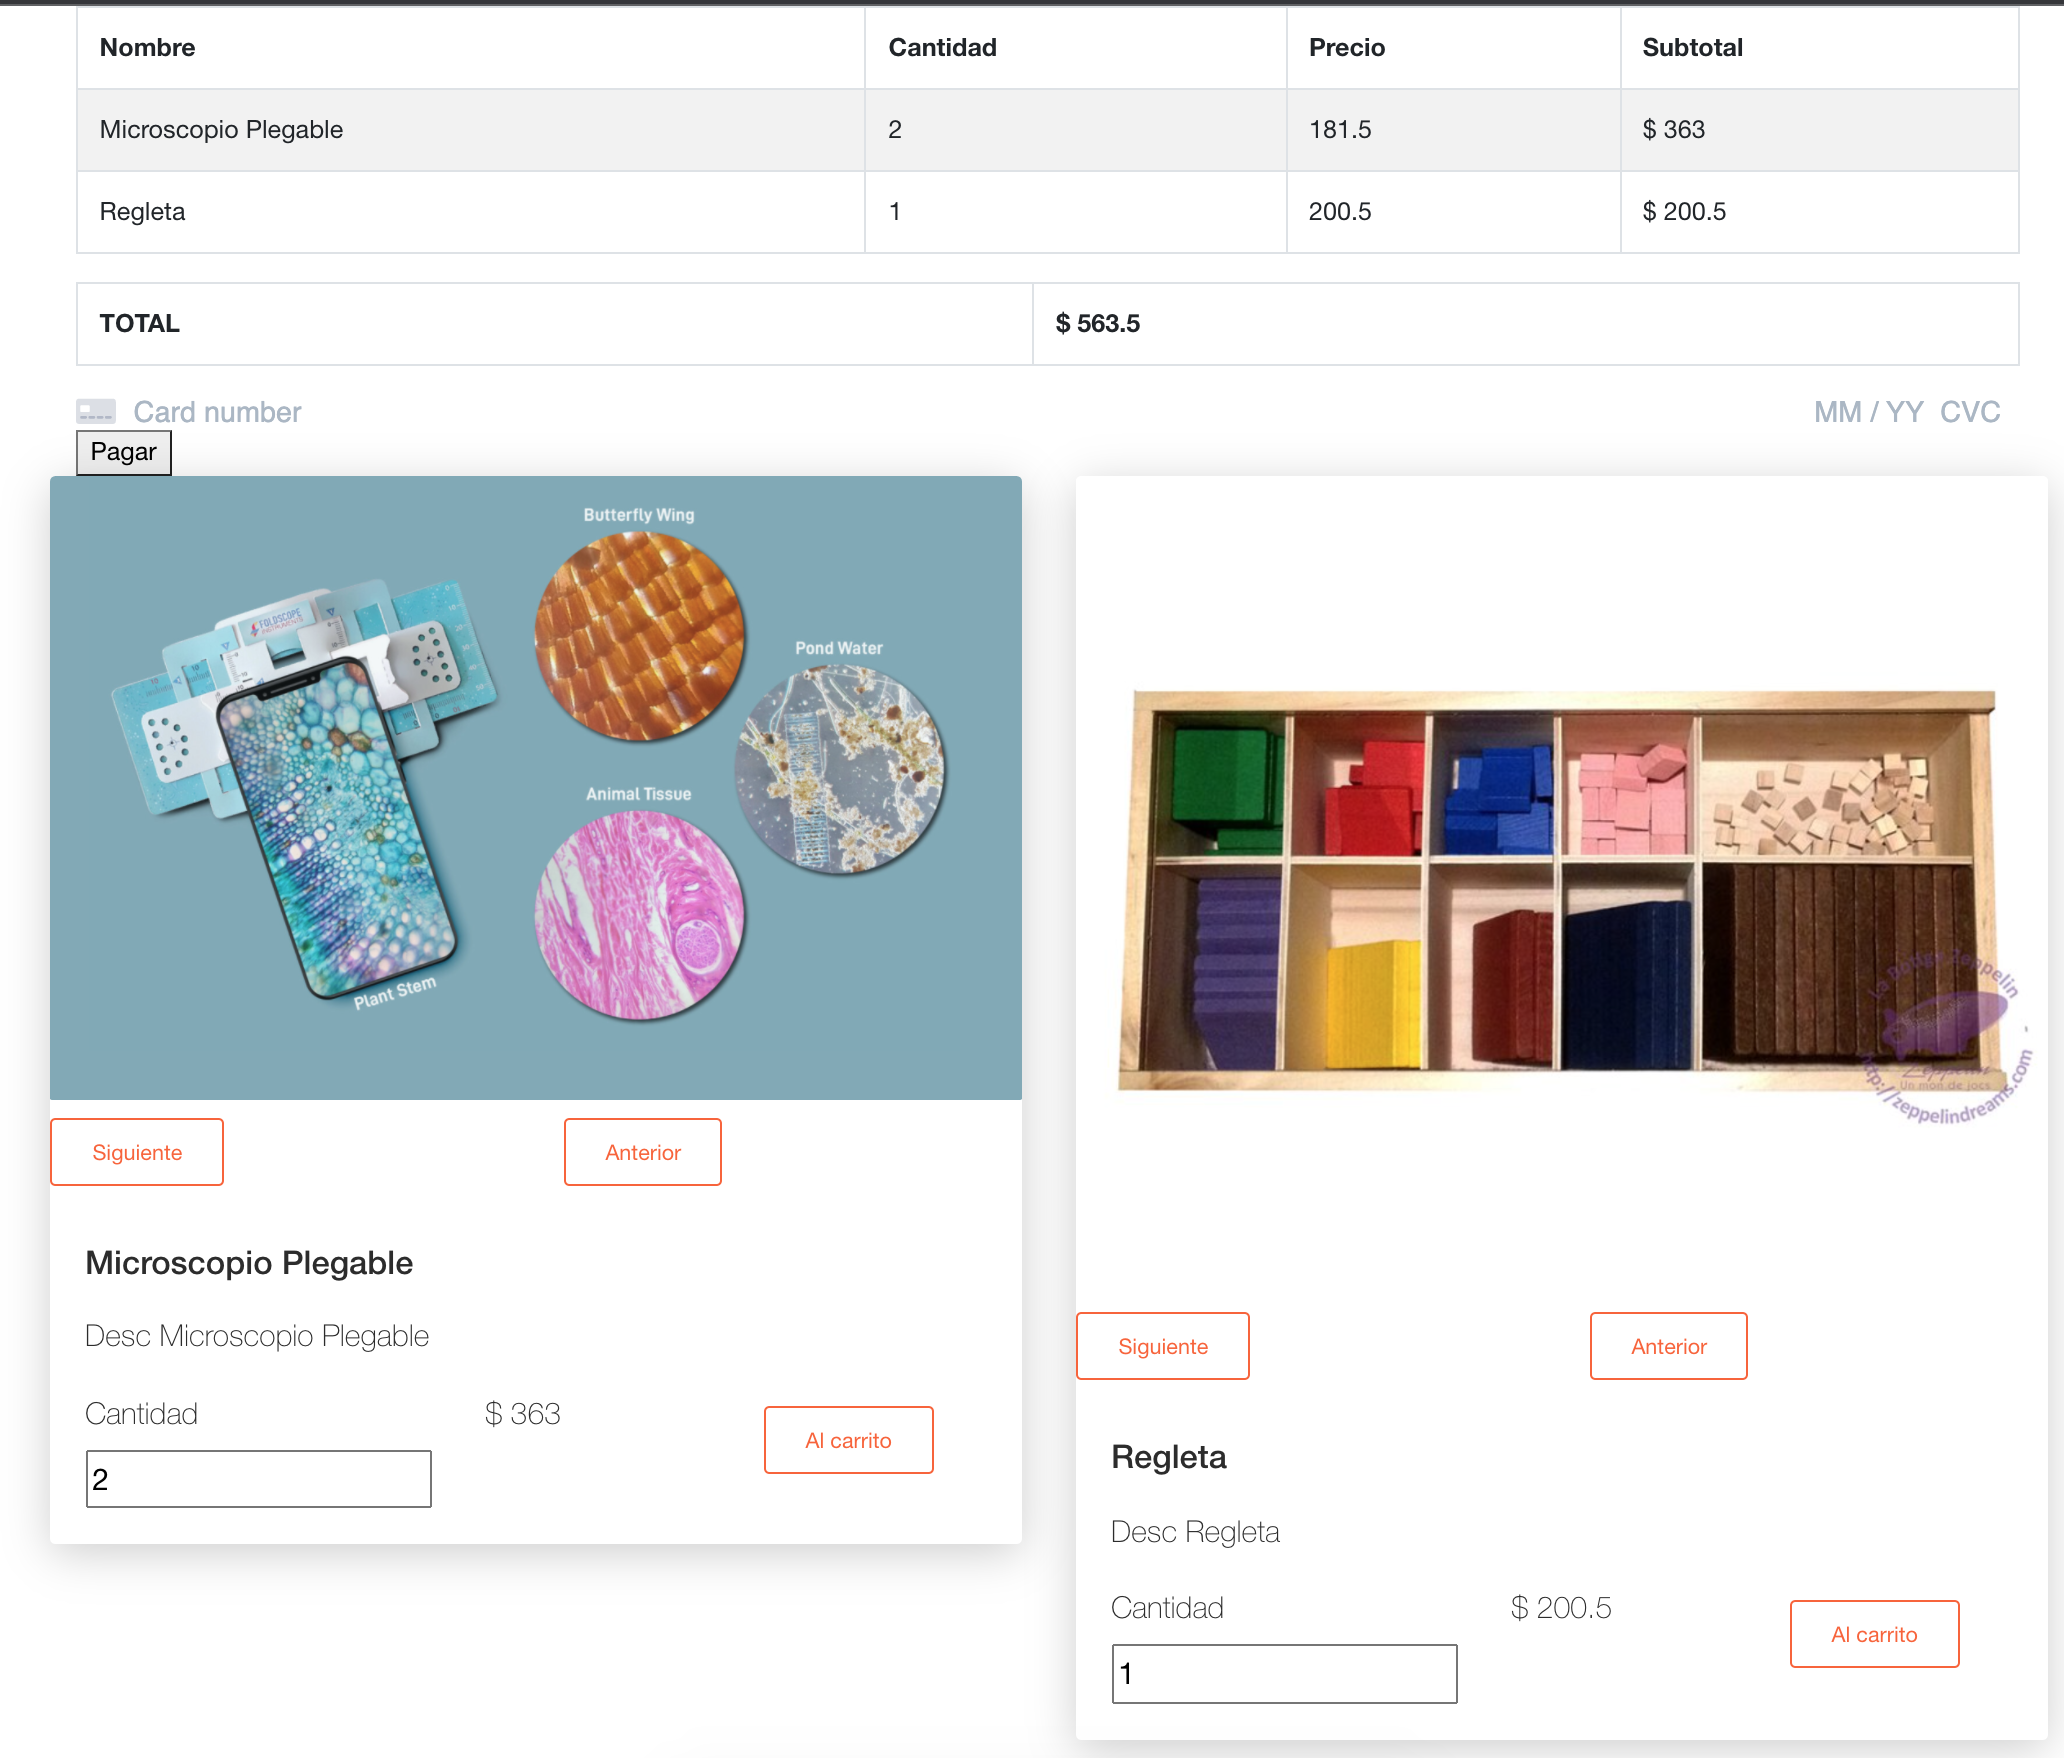 Nombre Cantidad Precio Subtotal
Microscopio Plegable 2 181.5 $ 363
Regleta 1 200.5 $ 200.5
TOTAL $ 563.5
Card number MM / YY CVC
Pagar
Butterfly Wing
Pond Water
Animal Tissue
FOLDSCOPE
INSTRUMENTS
Plant Stem
Siguiente Anterior
Microscopio Plegable
Desc Microscopio Plegable
Cantidad $ 363
Al carrito
2
La Botiga Zeppelin
Zeppelin
Un mon de jocs
http://zeppelindreams.com
Siguiente Anterior
Regleta
Desc Regleta
Cantidad $ 200.5
Al carrito
1